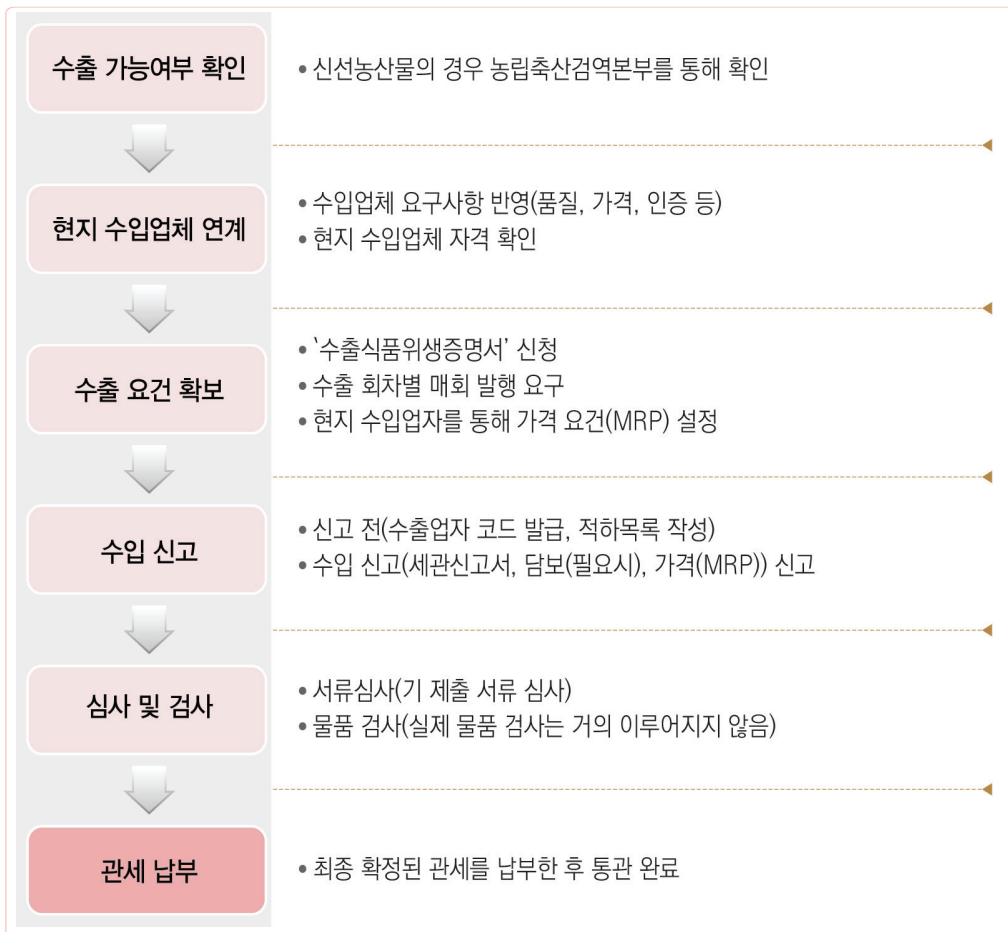 수출 가능여부 확인
• 신선농산물의 경우 농립축산검역본부를 통해 확인
현지 수입업체 연계
• 수입업체 요구사항 반영(품질, 가격, 인증 등)
• 현지 수입업체 자격 확인
수출 요건 확보
• ‘수출식품위생증명서’ 신청
• 수출 회차별 매회 발행 요구
• 현지 수입업자를 통해 가격 요건(MRP) 설정
수입 신고
• 신고 전(수출업자 코드 발급, 적하목록 작성)
• 수입 신고(세관신고서, 담보(필요시), 가격(MRP)) 신고
심사 및 검사
• 서류심사(기 제출 서류 심사)
• 물품 검사(실제 물품 검사는 거의 이루어지지 않음)
관세 납부
• 최종 확정된 관세를 납부한 후 통관 완료